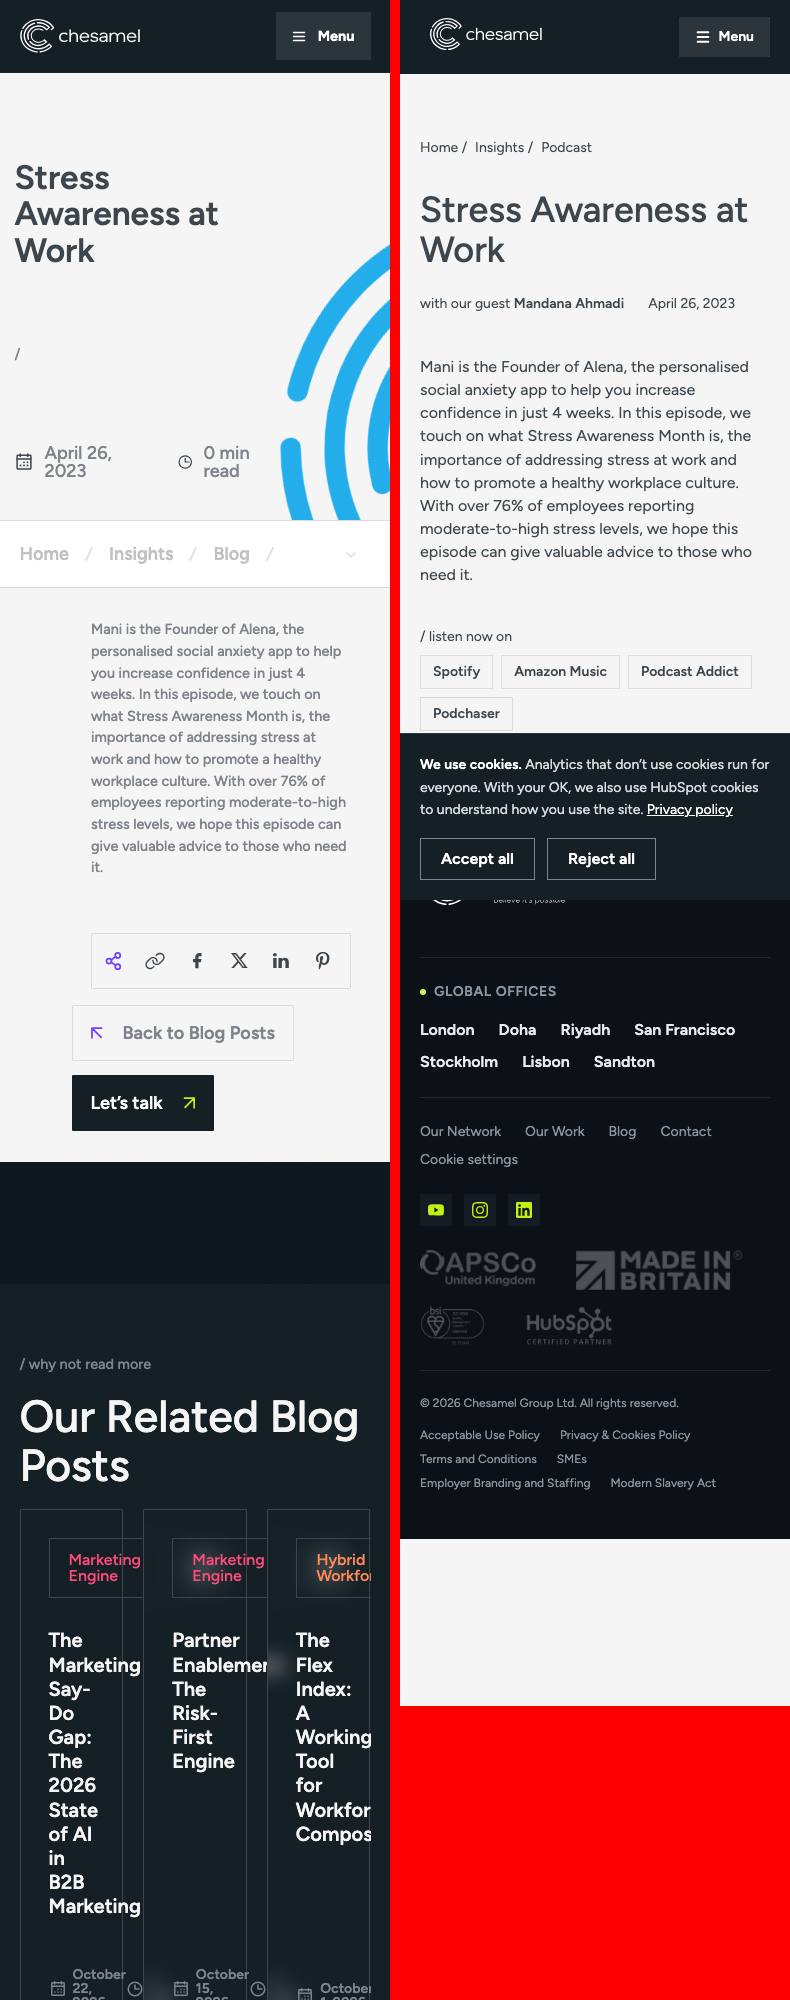 chesamel
Menu
Stress
Awareness at
Work
/
April 26,
2023
0 min
read
Home / Insights / Blog /
Mani is the Founder of Alena, the
personalised social anxiety app to help
you increase confidence in just 4
weeks. In this episode, we touch on
what Stress Awareness Month is, the
importance of addressing stress at
work and how to promote a healthy
workplace culture. With over 76% of
employees reporting moderate-to-high
stress levels, we hope this episode can
give valuable advice to those who need
it.
Back to Blog Posts
Let's talk
/ why not read more
Our Related Blog
Posts
Marketing
Engine
The
Marketing
Say-
Do
Gap:
The
2026
State
of AI
in
B2B
Marketing
October
22,
Marketing
Engine
Partner
The
Risk-
First
Engine
October
15,
Hybrid
The
Flex
Index:
A
Working
Tool
for
October
chesamel
Menu
Home / Insights / Podcast
Stress Awareness at
Work
with our guest Mandana Ahmadi April 26, 2023
Mani is the Founder of Alena, the personalised
social anxiety app to help you increase
confidence in just 4 weeks. In this episode, we
touch on what Stress Awareness Month is, the
importance of addressing stress at work and
how to promote a healthy workplace culture.
With over 76% of employees reporting
moderate-to-high stress levels, we hope this
episode can give valuable advice to those who
need it.
/ listen now on
Spotify
Amazon Music
Podcast Addict
Podchaser
We use cookies. Analytics that don't use cookies run for
everyone. With your OK, we also use HubSpot cookies
to understand how you use the site. Privacy policy
Accept all
Reject all
believe it's possible
GLOBAL OFFICES
London Doha Riyadh San Francisco
Stockholm Lisbon Sandton
Our Network Our Work Blog Contact
Cookie settings
APSCo
United Kingdom
MADE IN
BRITAIN®
bsi
HubSpot
CERTIFIED PARTNER
© 2026 Chesamel Group Ltd. All rights reserved.
Acceptable Use Policy Privacy & Cookies Policy
Terms and Conditions SMEs
Employer Branding and Staffing Modern Slavery Act